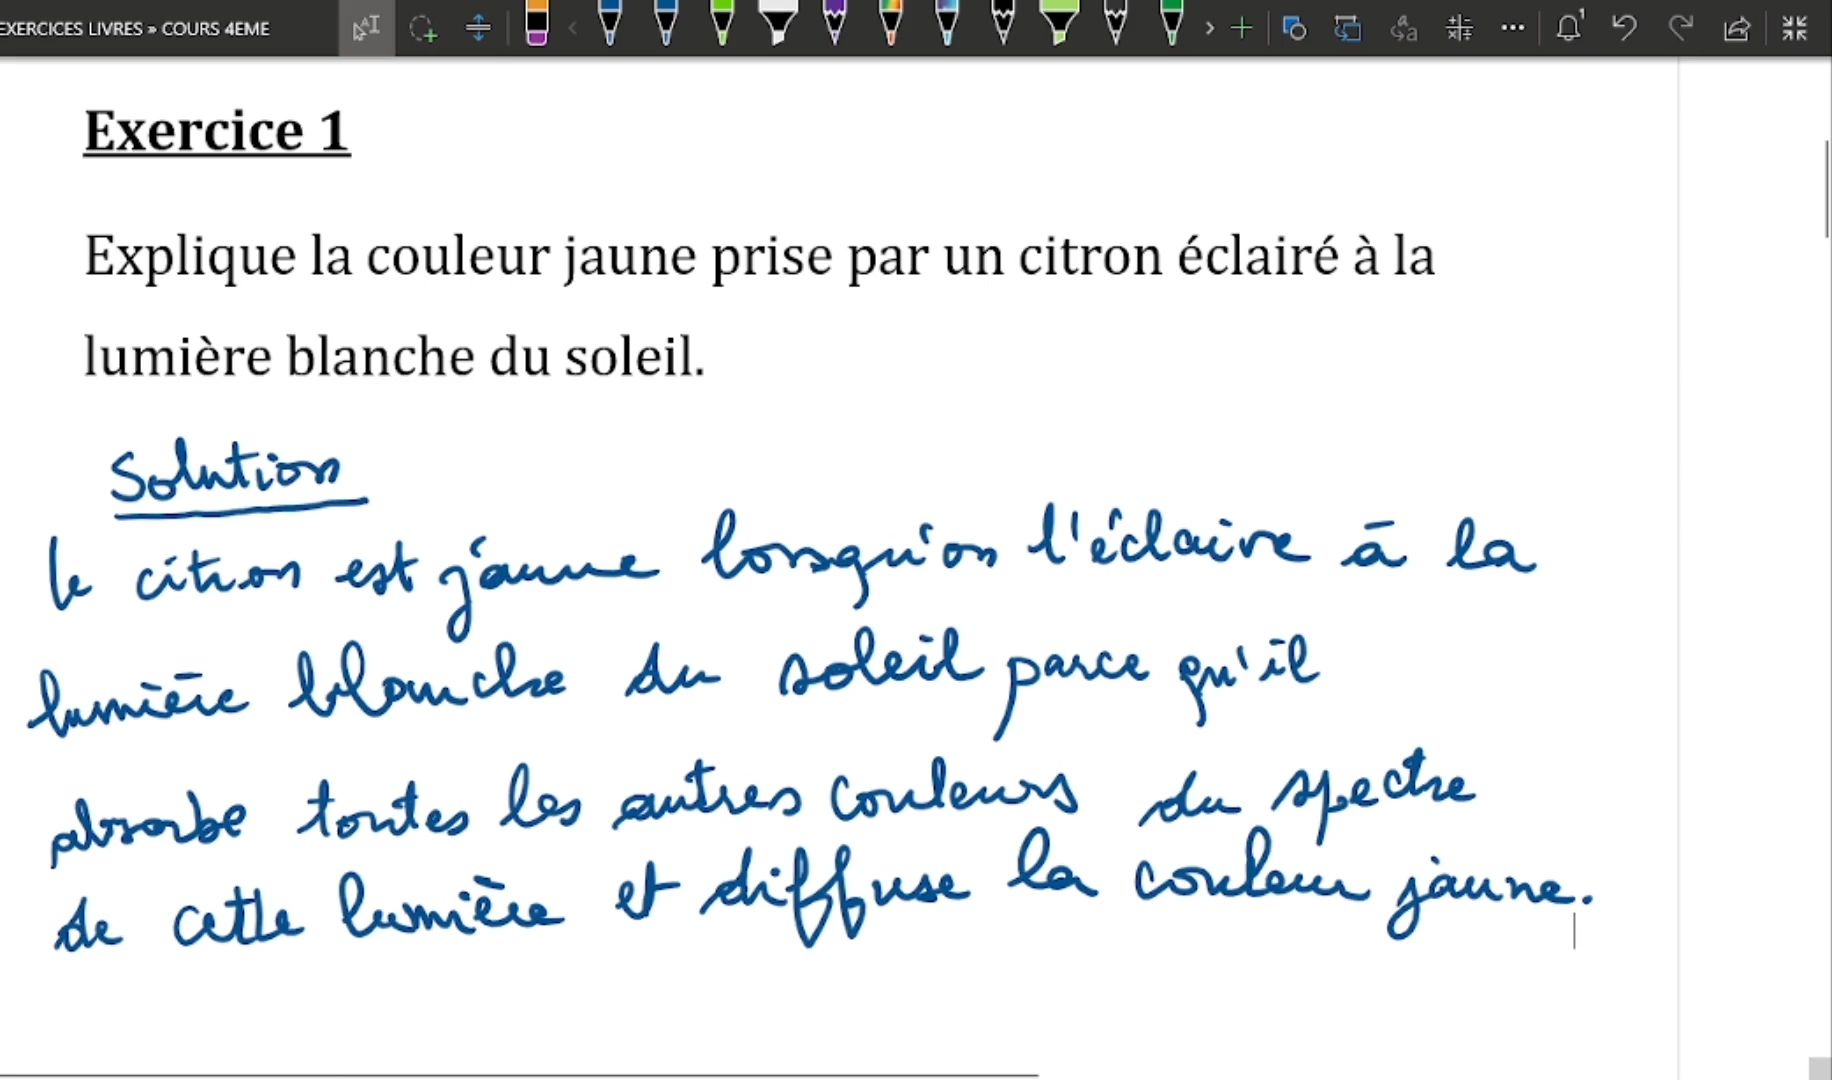 EXERCICES LIVRES » COURS 4EME
Exercice 1
Explique la couleur jaune prise par un citron éclairé à la
lumière blanche du soleil.
Solution
le citron est jaune lorsqu'on l'éclaire à la
lumière blanche du soleil parce qu'il
absorbe toutes les autres couleurs du spectre
de cette lumière et diffuse la couleur jaune.